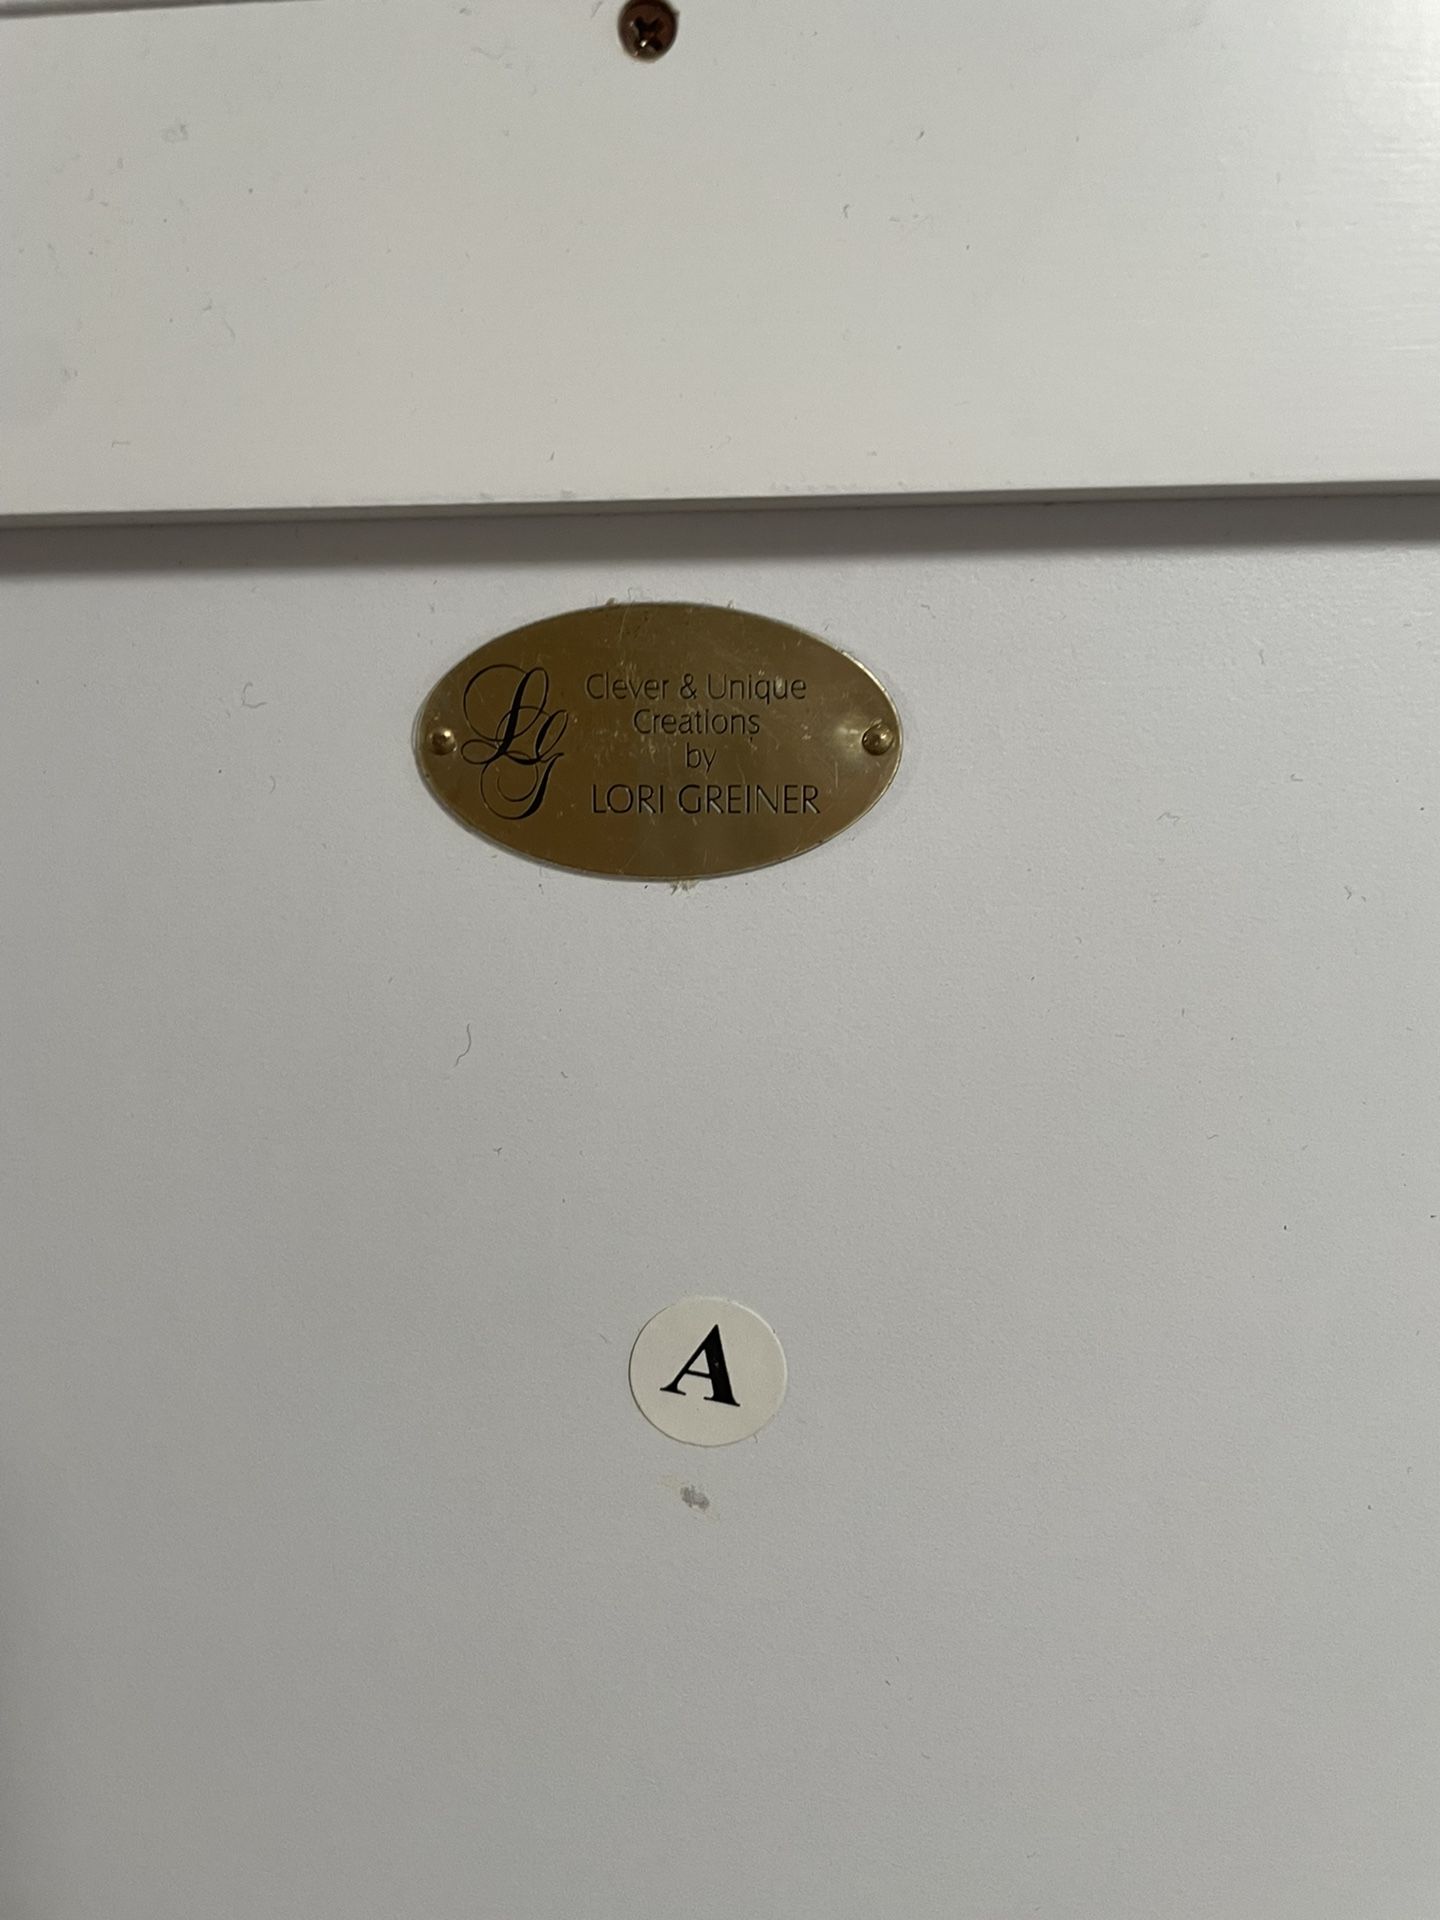 LG
Clever & Unique
Creations
by
LORI GREINER
A